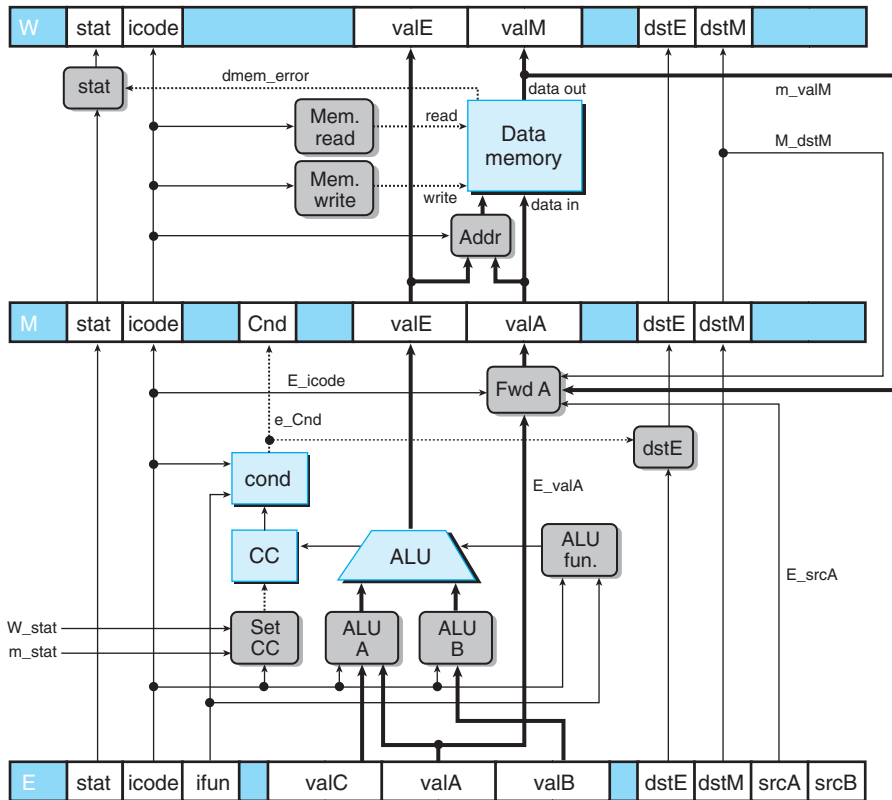 W stat icode valE valM dstE dstM
stat
dmem_error
data out
m_valM
Mem.
read
read
Data
memory
M_dstM
Mem.
write
write
data in
Addr
M stat icode Cnd valE valA dstE dstM
E_icode
Fwd A
e_Cnd
dstE
cond
E_valA
CC
ALU
ALU
fun.
E_srcA
W_stat
m_stat
Set
CC
ALU
A
ALU
B
E stat icode ifun valC valA valB dstE dstM srcA srcB